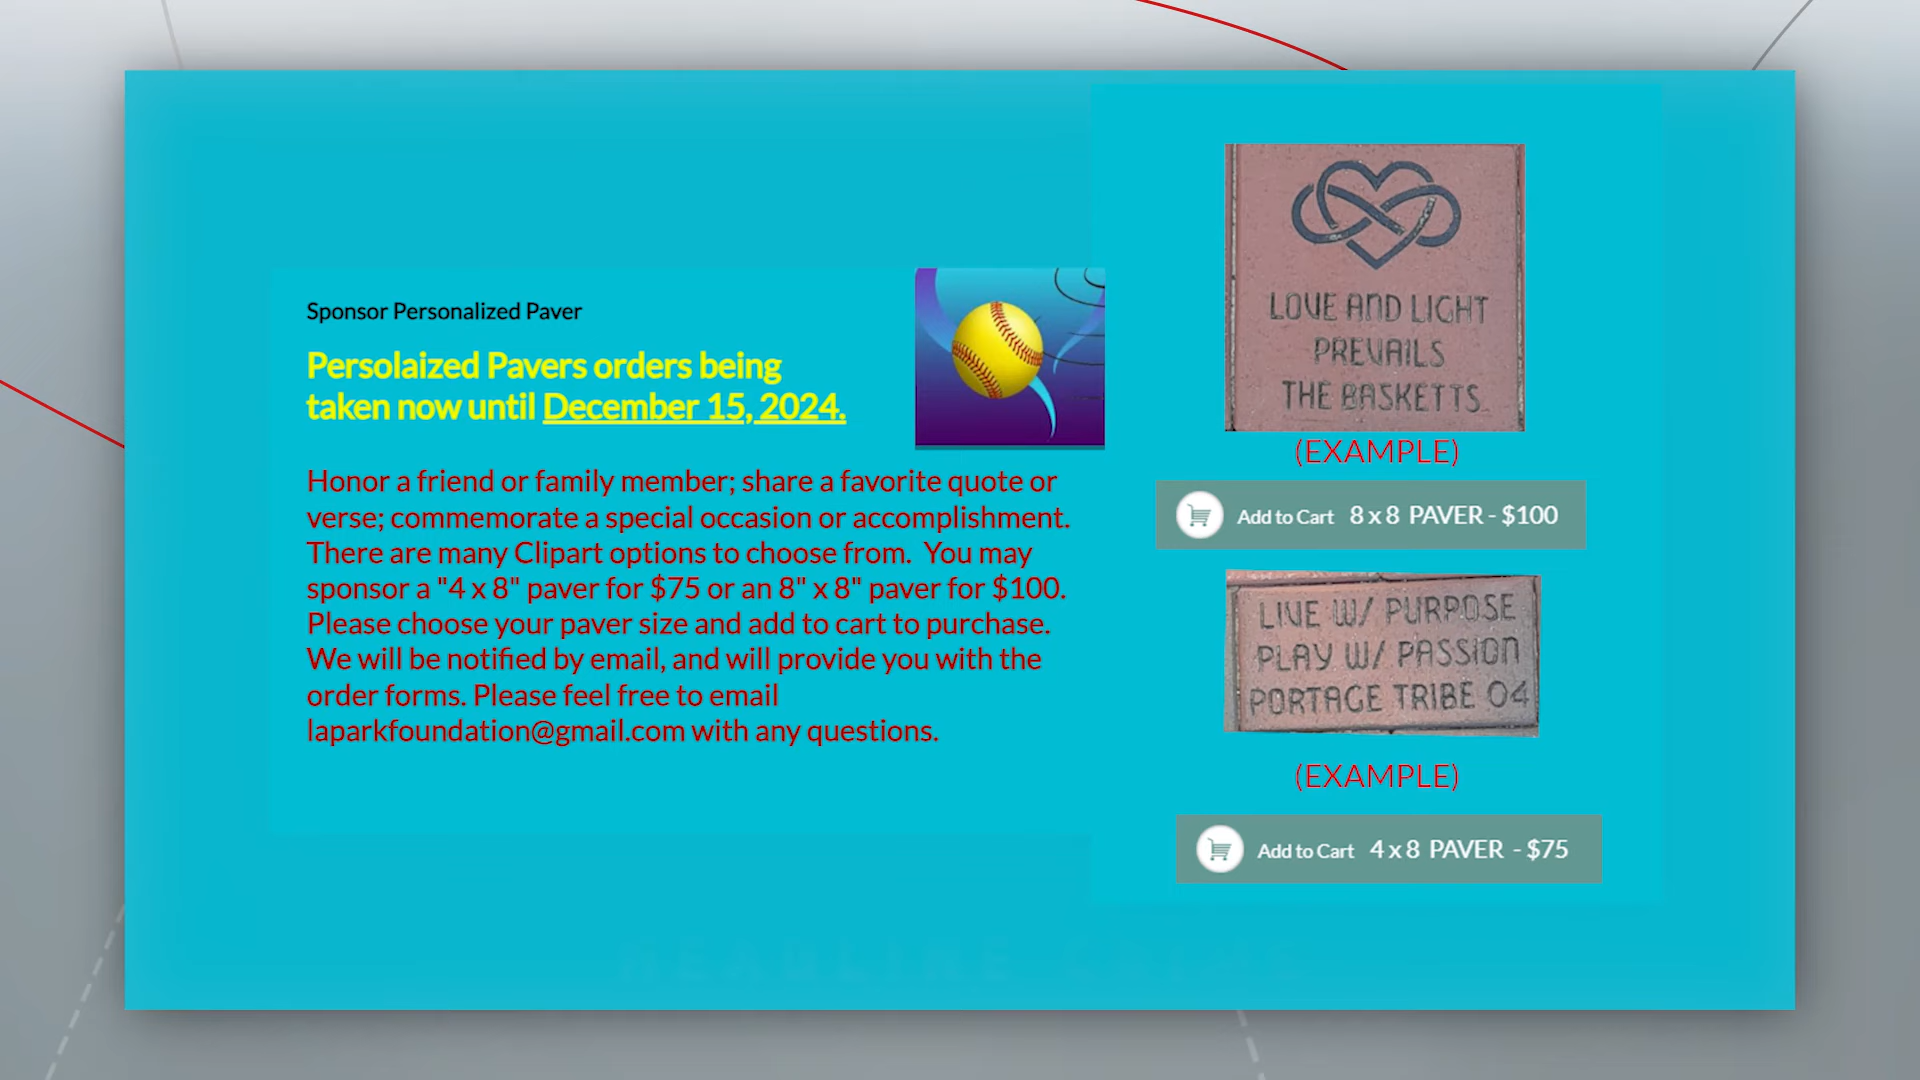 Sponsor Personalized Paver
Persolaized Pavers orders being
taken now until December 15, 2024.
Honor a friend or family member; share a favorite quote or
verse; commemorate a special occasion or accomplishment.
There are many Clipart options to choose from.  You may
sponsor a "4 x 8" paver for $75 or an 8" x 8" paver for $100.
Please choose your paver size and add to cart to purchase.
We will be notified by email, and will provide you with the
order forms. Please feel free to email
laparkfoundation@gmail.com with any questions.
LOVE AND LIGHT
PREVAILS
THE BASKETTS
(EXAMPLE)
Add to Cart 8 x 8 PAVER - $100
LIVE W/ PURPOSE
PLAY W/ PASSION
PORTAGE TRIBE 04
(EXAMPLE)
Add to Cart 4 x 8 PAVER - $75